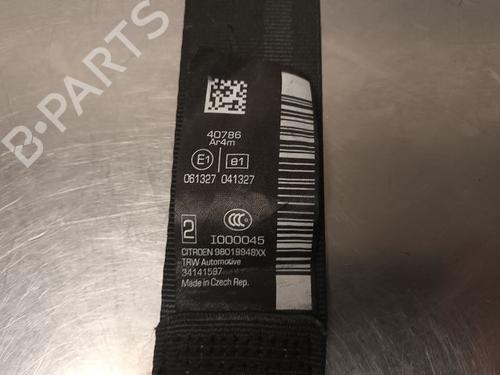 40786
Ar4m
E1 e1
061327 041327
2 CCC
I000045
CITROEN 98019948XX
TRW Automotive
34141597
Made in Czech Rep.
B-PARTS